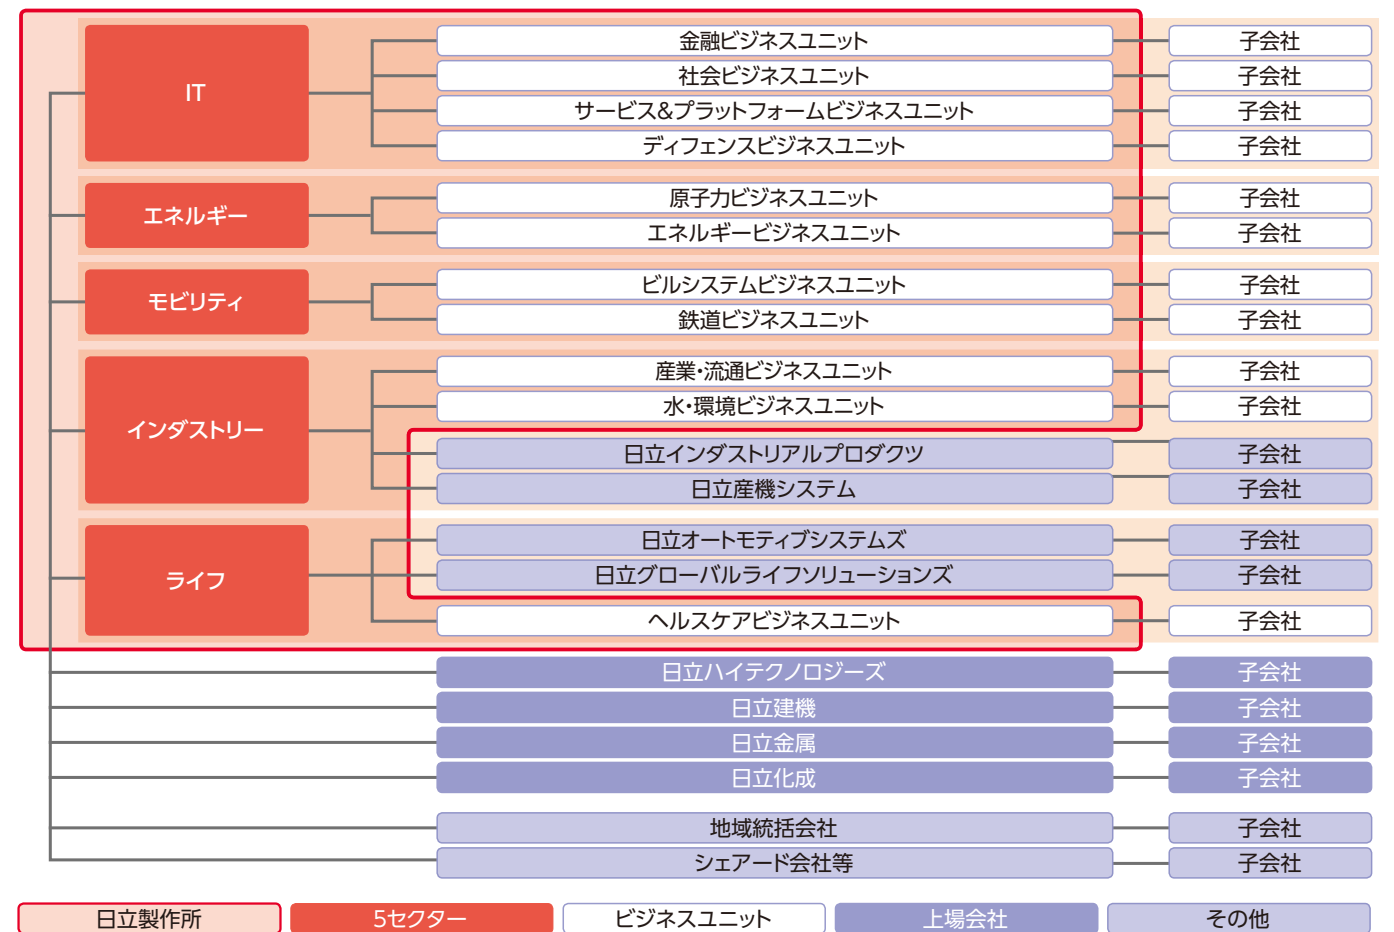 IT
金融ビジネスユニット 子会社
社会ビジネスユニット 子会社
サービス&プラットフォームビジネスユニット 子会社
ディフェンスビジネスユニット 子会社
エネルギー
原子力ビジネスユニット 子会社
エネルギービジネスユニット 子会社
モビリティ
ビルシステムビジネスユニット 子会社
鉄道ビジネスユニット 子会社
インダストリー
産業・流通ビジネスユニット 子会社
水・環境ビジネスユニット 子会社
日立インダストリアルプロダクツ 子会社
日立産機システム 子会社
ライフ
日立オートモティブシステムズ 子会社
日立グローバルライフソリューションズ 子会社
ヘルスケアビジネスユニット 子会社
日立ハイテクノロジーズ 子会社
日立建機 子会社
日立金属 子会社
日立化成 子会社
地域統括会社 子会社
シェアード会社等 子会社
日立製作所 5セクター ビジネスユニット 上場会社 その他